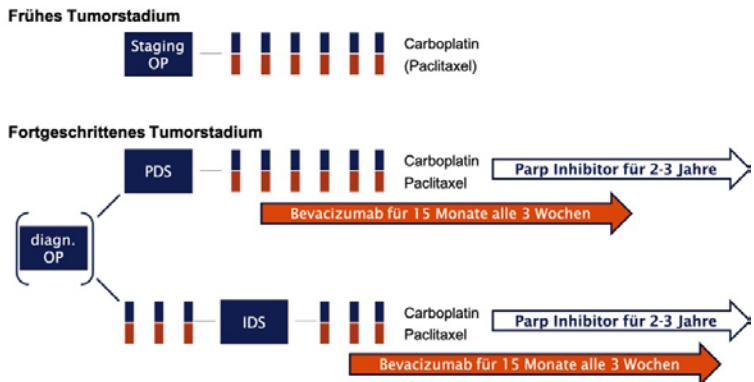 Frühes Tumorstadium
Staging
OP
Carboplatin
(Paclitaxel)
Fortgeschrittenes Tumorstadium
PDS
Carboplatin
Paclitaxel
Parp Inhibitor für 2-3 Jahre
Bevacizumab für 15 Monate alle 3 Wochen
diagn.
OP
IDS
Carboplatin
Paclitaxel
Parp Inhibitor für 2-3 Jahre
Bevacizumab für 15 Monate alle 3 Wochen